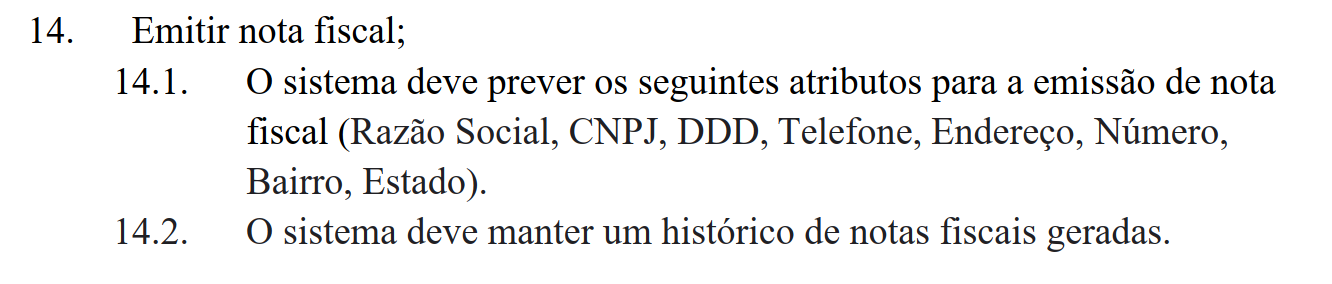 14. Emitir nota fiscal;
14.1. O sistema deve prever os seguintes atributos para a emissão de nota
fiscal (Razão Social, CNPJ, DDD, Telefone, Endereço, Número,
Bairro, Estado).
14.2. O sistema deve manter um histórico de notas fiscais geradas.